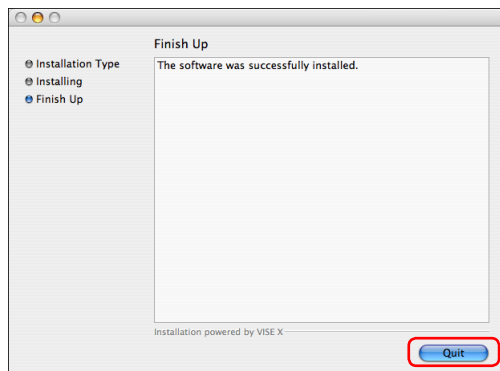 Finish Up
Installation Type
Installing
Finish Up
The software was successfully installed.
Installation powered by VISE X
Quit